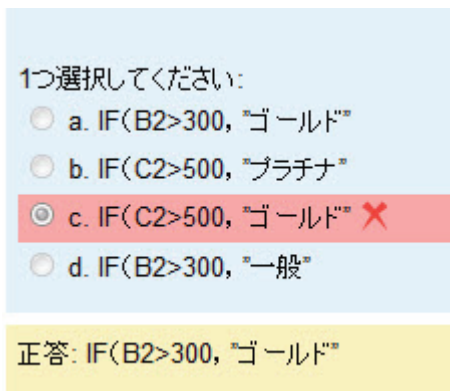 1つ選択してください:
a. IF(B2>300, "ゴールド"
b. IF(C2>500, "プラチナ"
c. IF(C2>500, "ゴールド"
d. IF(B2>300, "一般"
正答: IF(B2>300, "ゴールド"